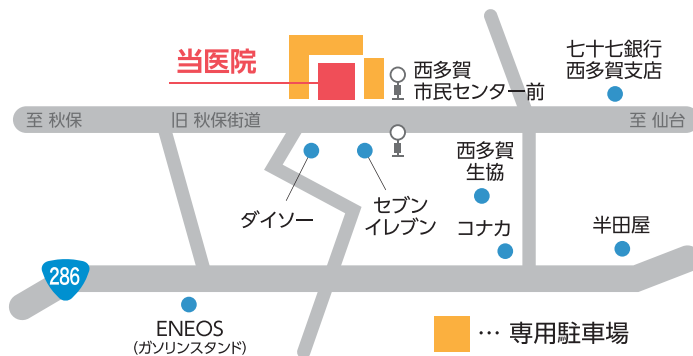 七十七銀行
西多賀支店
当医院
西多賀
市民センター前
至 秋保
旧 秋保街道
至 仙台
西多賀
生協
ダイソー
セブン
イレブン
コナカ
半田屋
286
ENEOS
(ガソリンスタンド)
… 専用駐車場